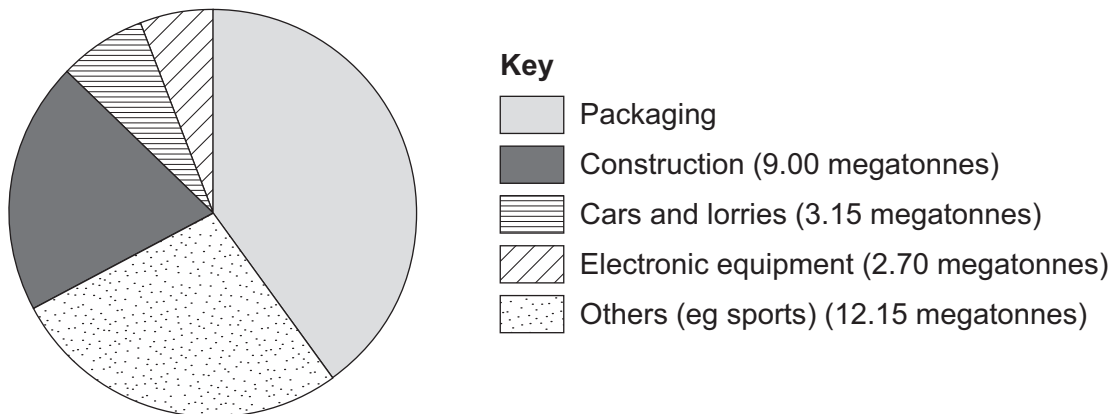 Key
Packaging
Construction (9.00 megatonnes)
Cars and lorries (3.15 megatonnes)
Electronic equipment (2.70 megatonnes)
Others (eg sports) (12.15 megatonnes)